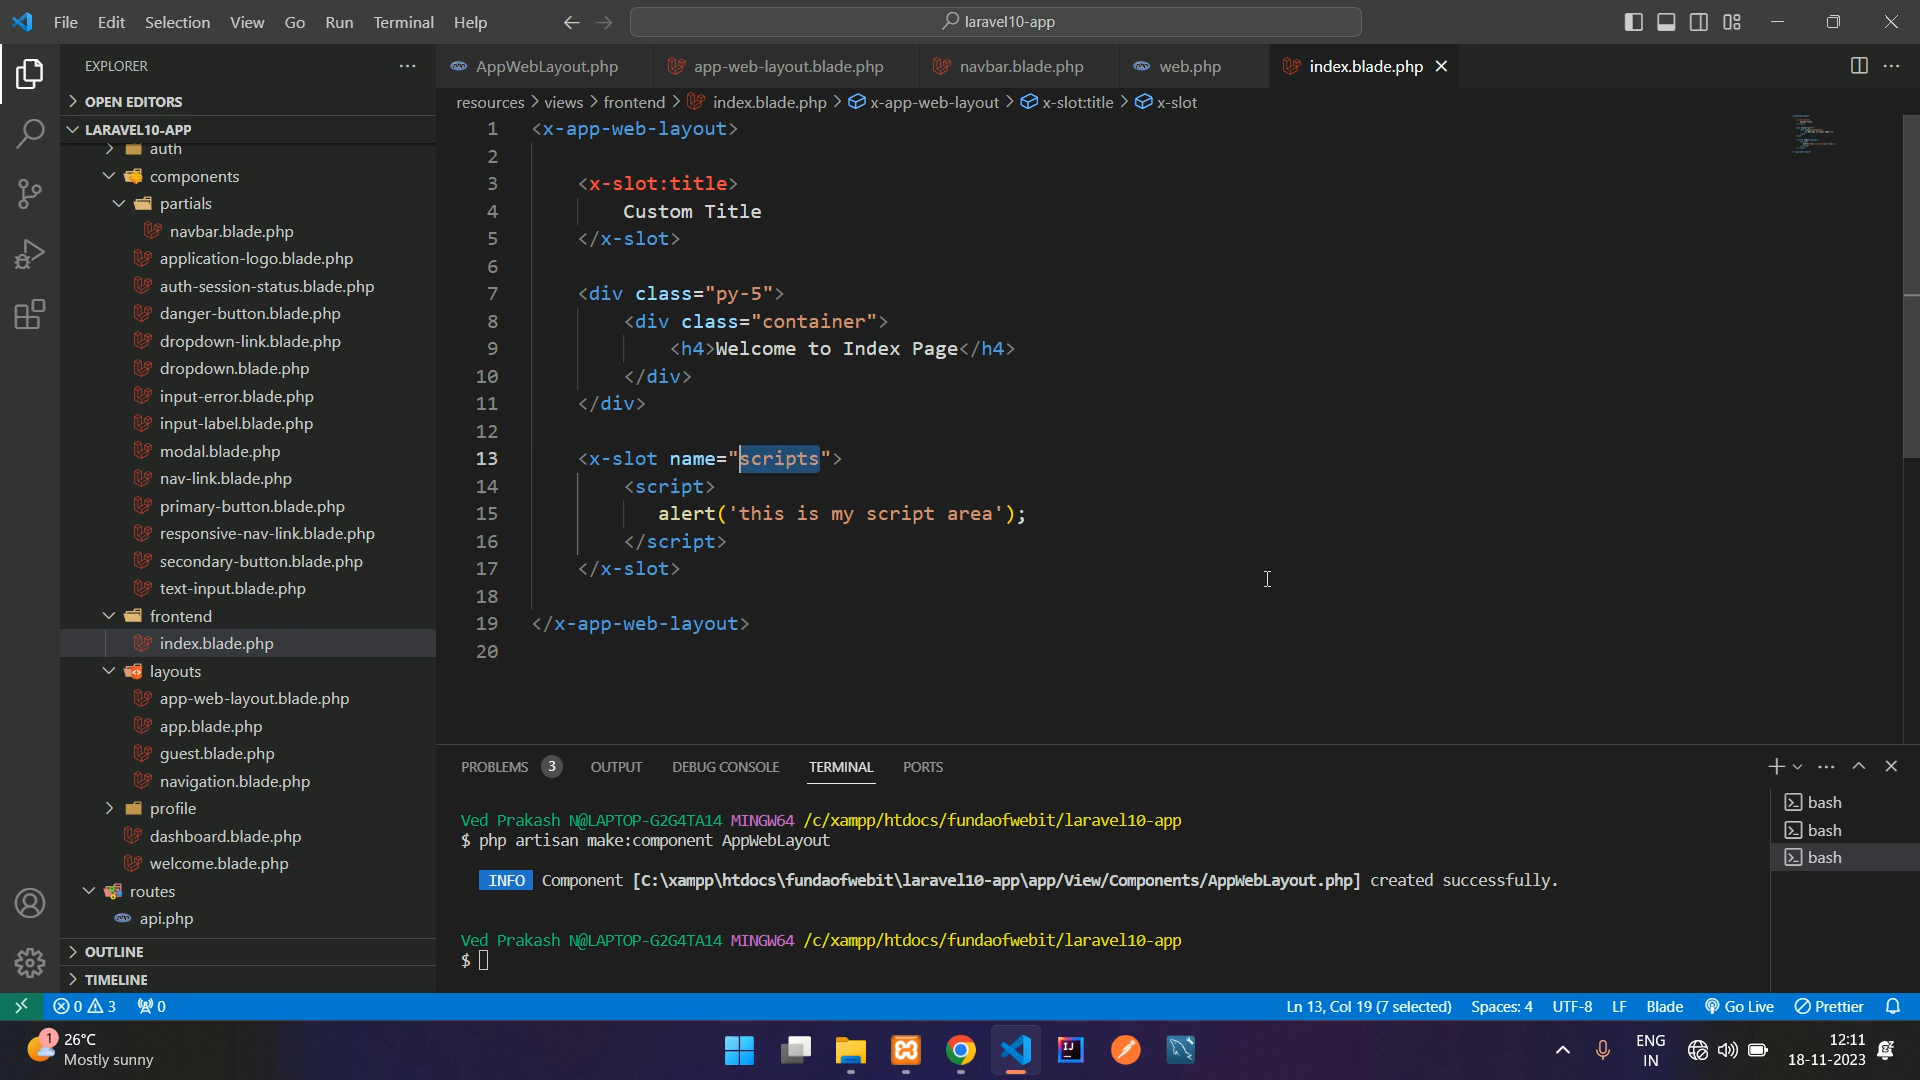 File Edit Selection View Go Run Terminal Help
laravel10-app
EXPLORER
OPEN EDITORS
LARAVEL10-APP
auth
components
partials
navbar.blade.php
application-logo.blade.php
auth-session-status.blade.php
danger-button.blade.php
dropdown-link.blade.php
dropdown.blade.php
input-error.blade.php
input-label.blade.php
modal.blade.php
nav-link.blade.php
primary-button.blade.php
responsive-nav-link.blade.php
secondary-button.blade.php
text-input.blade.php
frontend
index.blade.php
layouts
app-web-layout.blade.php
app.blade.php
guest.blade.php
navigation.blade.php
profile
dashboard.blade.php
welcome.blade.php
routes
api.php
OUTLINE
TIMELINE
AppWebLayout.php app-web-layout.blade.php navbar.blade.php web.php index.blade.php
resources > views > frontend > index.blade.php > x-app-web-layout > x-slot:title > x-slot
1 <x-app-web-layout>
2
3 <x-slot:title>
4 Custom Title
5 </x-slot>
6
7 <div class="py-5">
8 <div class="container">
9 <h4>Welcome to Index Page</h4>
10 </div>
11 </div>
12
13 <x-slot name="scripts">
14 <script>
15 alert('this is my script area');
16 </script>
17 </x-slot>
18
19 </x-app-web-layout>
20
PROBLEMS 3 OUTPUT DEBUG CONSOLE TERMINAL PORTS
Ved Prakash N@LAPTOP-G2G4TA14 MINGW64 /c/xampp/htdocs/fundaofwebit/laravel10-app
$ php artisan make:component AppWebLayout
INFO Component [C:\xampp\htdocs\fundaofwebit\laravel10-app\app/View/Components/AppWebLayout.php] created successfully.
Ved Prakash N@LAPTOP-G2G4TA14 MINGW64 /c/xampp/htdocs/fundaofwebit/laravel10-app
$
bash
bash
bash
0 3 0 Ln 13, Col 19 (7 selected) Spaces: 4 UTF-8 LF Blade Go Live Prettier
1
26°C
Mostly sunny
IJ
ENG
IN
12:11
18-11-2023